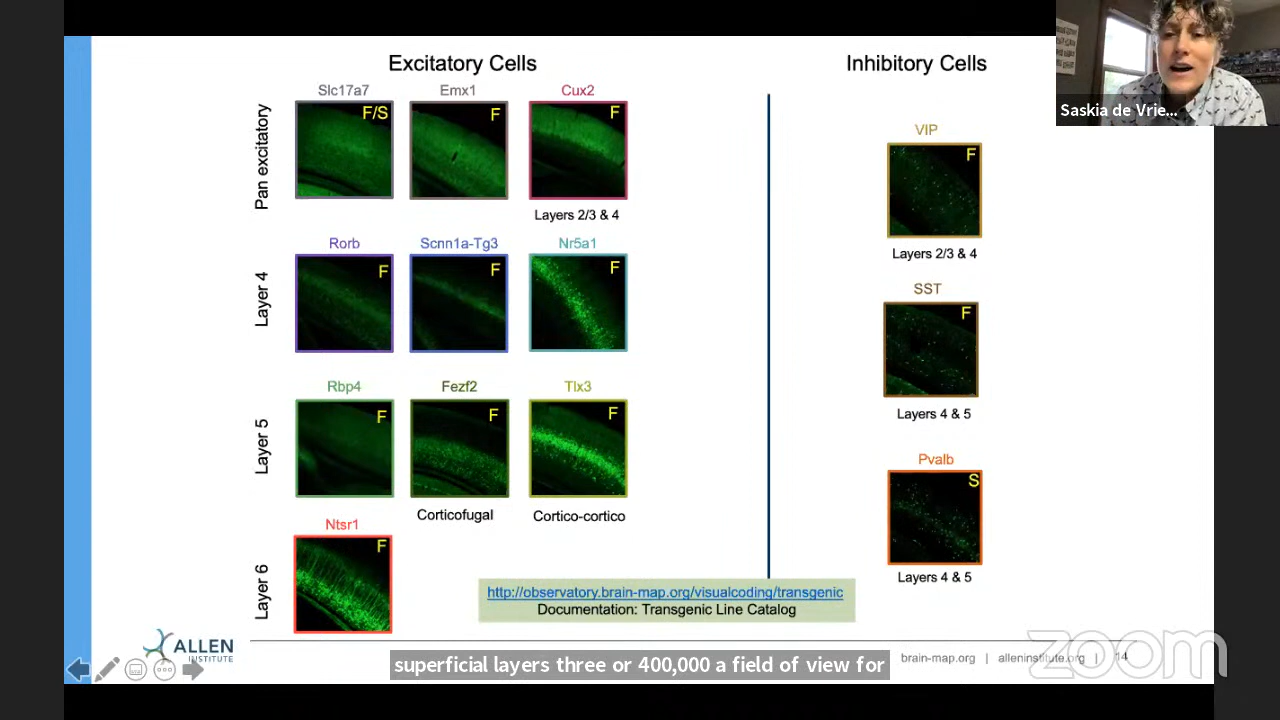 Excitatory Cells
Inhibitory Cells
Saskia de Vrie...
Pan excitatory
Slc17a7
F/S
Emx1
F
Cux2
F
Layers 2/3 & 4
Layer 4
Rorb
F
Scnn1a-Tg3
F
Nr5a1
F
Layer 5
Rbp4
F
Fezf2
F
Corticofugal
Tlx3
F
Cortico-cortico
Layer 6
Ntsr1
F
VIP
F
Layers 2/3 & 4
SST
F
Layers 4 & 5
Pvalb
S
Layers 4 & 5
http://observatory.brain-map.org/visualcoding/transgenic
Documentation: Transgenic Line Catalog
ALLEN
INSTITUTE
brain-map.org | alleninstitute.org | 14
zoom
superficial layers three or 400,000 a field of view for